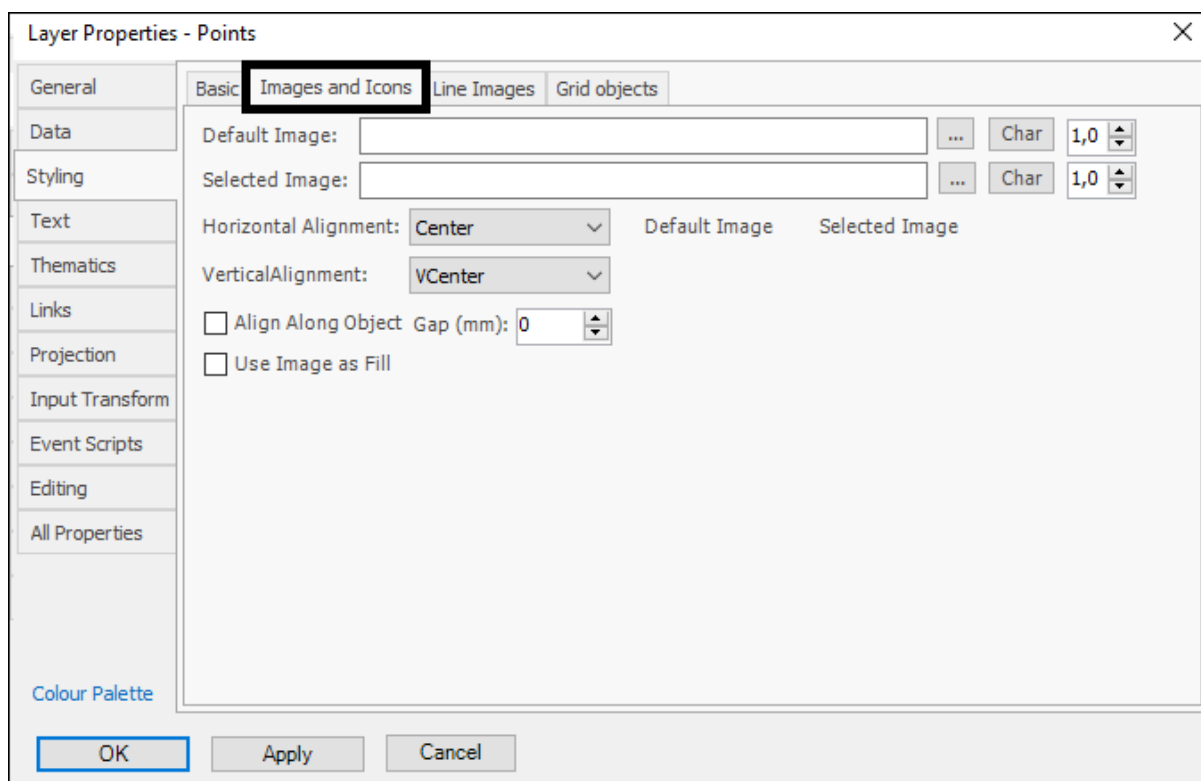 Layer Properties - Points
General
Data
Styling
Text
Thematics
Links
Projection
Input Transform
Event Scripts
Editing
All Properties
Colour Palette
Basic Images and Icons Line Images Grid objects
Default Image: ... Char 1,0
Selected Image: ... Char 1,0
Horizontal Alignment: Center Default Image Selected Image
VerticalAlignment: VCenter
Align Along Object Gap (mm): 0
Use Image as Fill
OK Apply Cancel